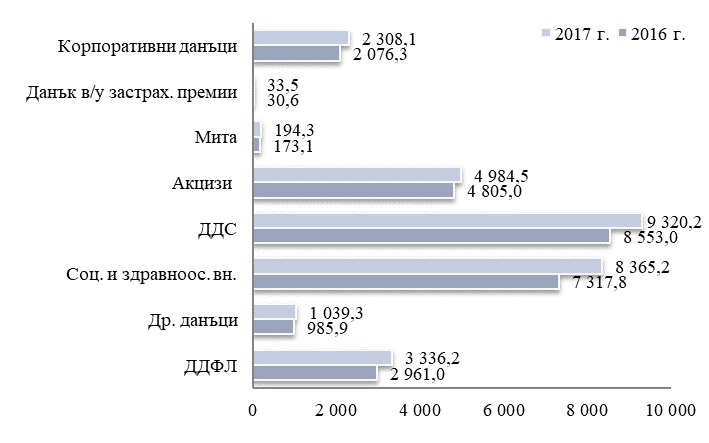 2017 г. 2016 г.
Корпоративни данъци 2 308,1
2 076,3
Данък в/у застрах. премии 33,5
30,6
Мита 194,3
173,1
Акцизи 4 984,5
4 805,0
ДДС 9 320,2
8 553,0
Соц. и здравноос. вн. 8 365,2
7 317,8
Др. данъци 1 039,3
985,9
ДДФЛ 3 336,2
2 961,0
0 2 000 4 000 6 000 8 000 10 000